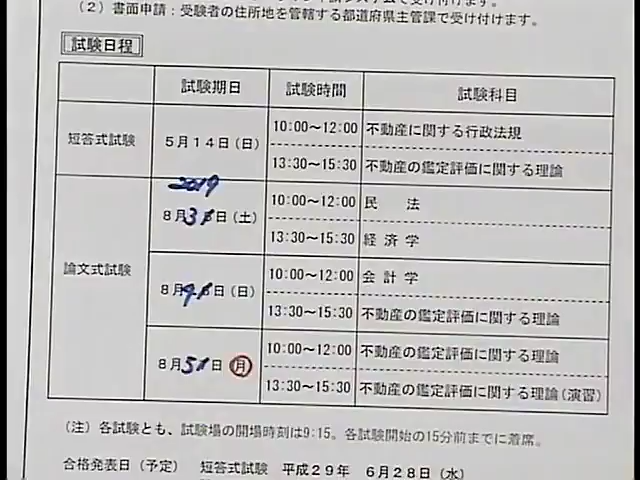 （2）書面申請：受験者の住所地を管轄する都道府県主管課で受け付けます。
試験日程
試験期日 試験時間 試験科目
短答式試験 5月14日（日） 10:00～12:00 不動産に関する行政法規
13:30～15:30 不動産の鑑定評価に関する理論
2019
論文式試験 8月3日（土） 10:00～12:00 民　法
13:30～15:30 経済学
8月4日（日） 10:00～12:00 会計学
13:30～15:30 不動産の鑑定評価に関する理論
8月5日（月） 10:00～12:00 不動産の鑑定評価に関する理論
13:30～15:30 不動産の鑑定評価に関する理論（演習）
（注）各試験とも、試験場の開場時刻は9:15。各試験開始の15分前までに着席。
合格発表日（予定） 短答式試験 平成29年 6月28日（水）